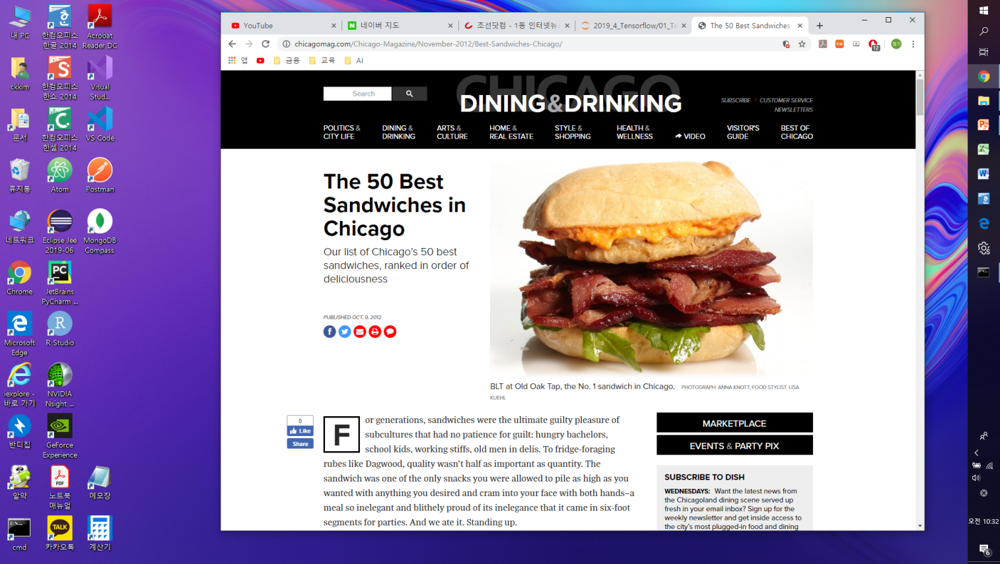 내 PC
한컴오피스
한글 2014
Acrobat
Reader DC
ckkim
한컴오피스
한쇼 2014
Visual
Stud...
문서
한컴오피스
한셀 2014
VS Code
휴지통
Atom
Postman
네트워크
Eclipse Jee
2019-06
MongoDB
Compass
Chrome
JetBrains
PyCharm ...
Microsoft
Edge
R Studio
iexplore -
바로 가기
NVIDIA
Nsight ...
반디집
GeForce
Experience
알약
노트북
매뉴얼
메모장
cmd
카카오톡
계산기
YouTube
네이버 지도
조선닷컴 - 1등 인터넷뉴스
2019_4_Tensorflow/01_Te
The 50 Best Sandwiches
chicagomag.com/Chicago-Magazine/November-2012/Best-Sandwiches-Chicago/
12
앱
금융
교육
AI
CHICAGO
Search
DINING&DRINKING
SUBSCRIBE / CUSTOMER SERVICE
NEWSLETTERS
POLITICS &
CITY LIFE
DINING &
DRINKING
ARTS &
CULTURE
HOME &
REAL ESTATE
STYLE &
SHOPPING
HEALTH &
WELLNESS
VIDEO
VISITOR'S
GUIDE
BEST OF
CHICAGO
The 50 Best
Sandwiches in
Chicago
Our list of Chicago’s 50 best
sandwiches, ranked in order of
deliciousness
PUBLISHED OCT. 9, 2012
BLT at Old Oak Tap, the No. 1 sandwich in Chicago. PHOTOGRAPH: ANNA KNOTT; FOOD STYLIST: LISA
KUEHL
0
Like
Share
For generations, sandwiches were the ultimate guilty pleasure of
subcultures that had no patience for guilt: hungry bachelors,
school kids, working stiffs, old men in delis. To fridge-foraging
rubes like Dagwood, quality wasn’t half as important as quantity. The
sandwich was one of the only snacks you were allowed to pile as high as you
wanted with anything you desired and cram into your face with both hands–a
meal so inelegant and blithely proud of its inelegance that it came in six-foot
segments for parties. And we ate it. Standing up.
MARKETPLACE
EVENTS & PARTY PIX
SUBSCRIBE TO DISH
WEDNESDAYS: Want the latest news from
the Chicagoland dining scene served up
fresh in your email inbox? Sign up for the
weekly newsletter and get inside access to
the city’s most plugged-in food and dining
오전 10:32
6